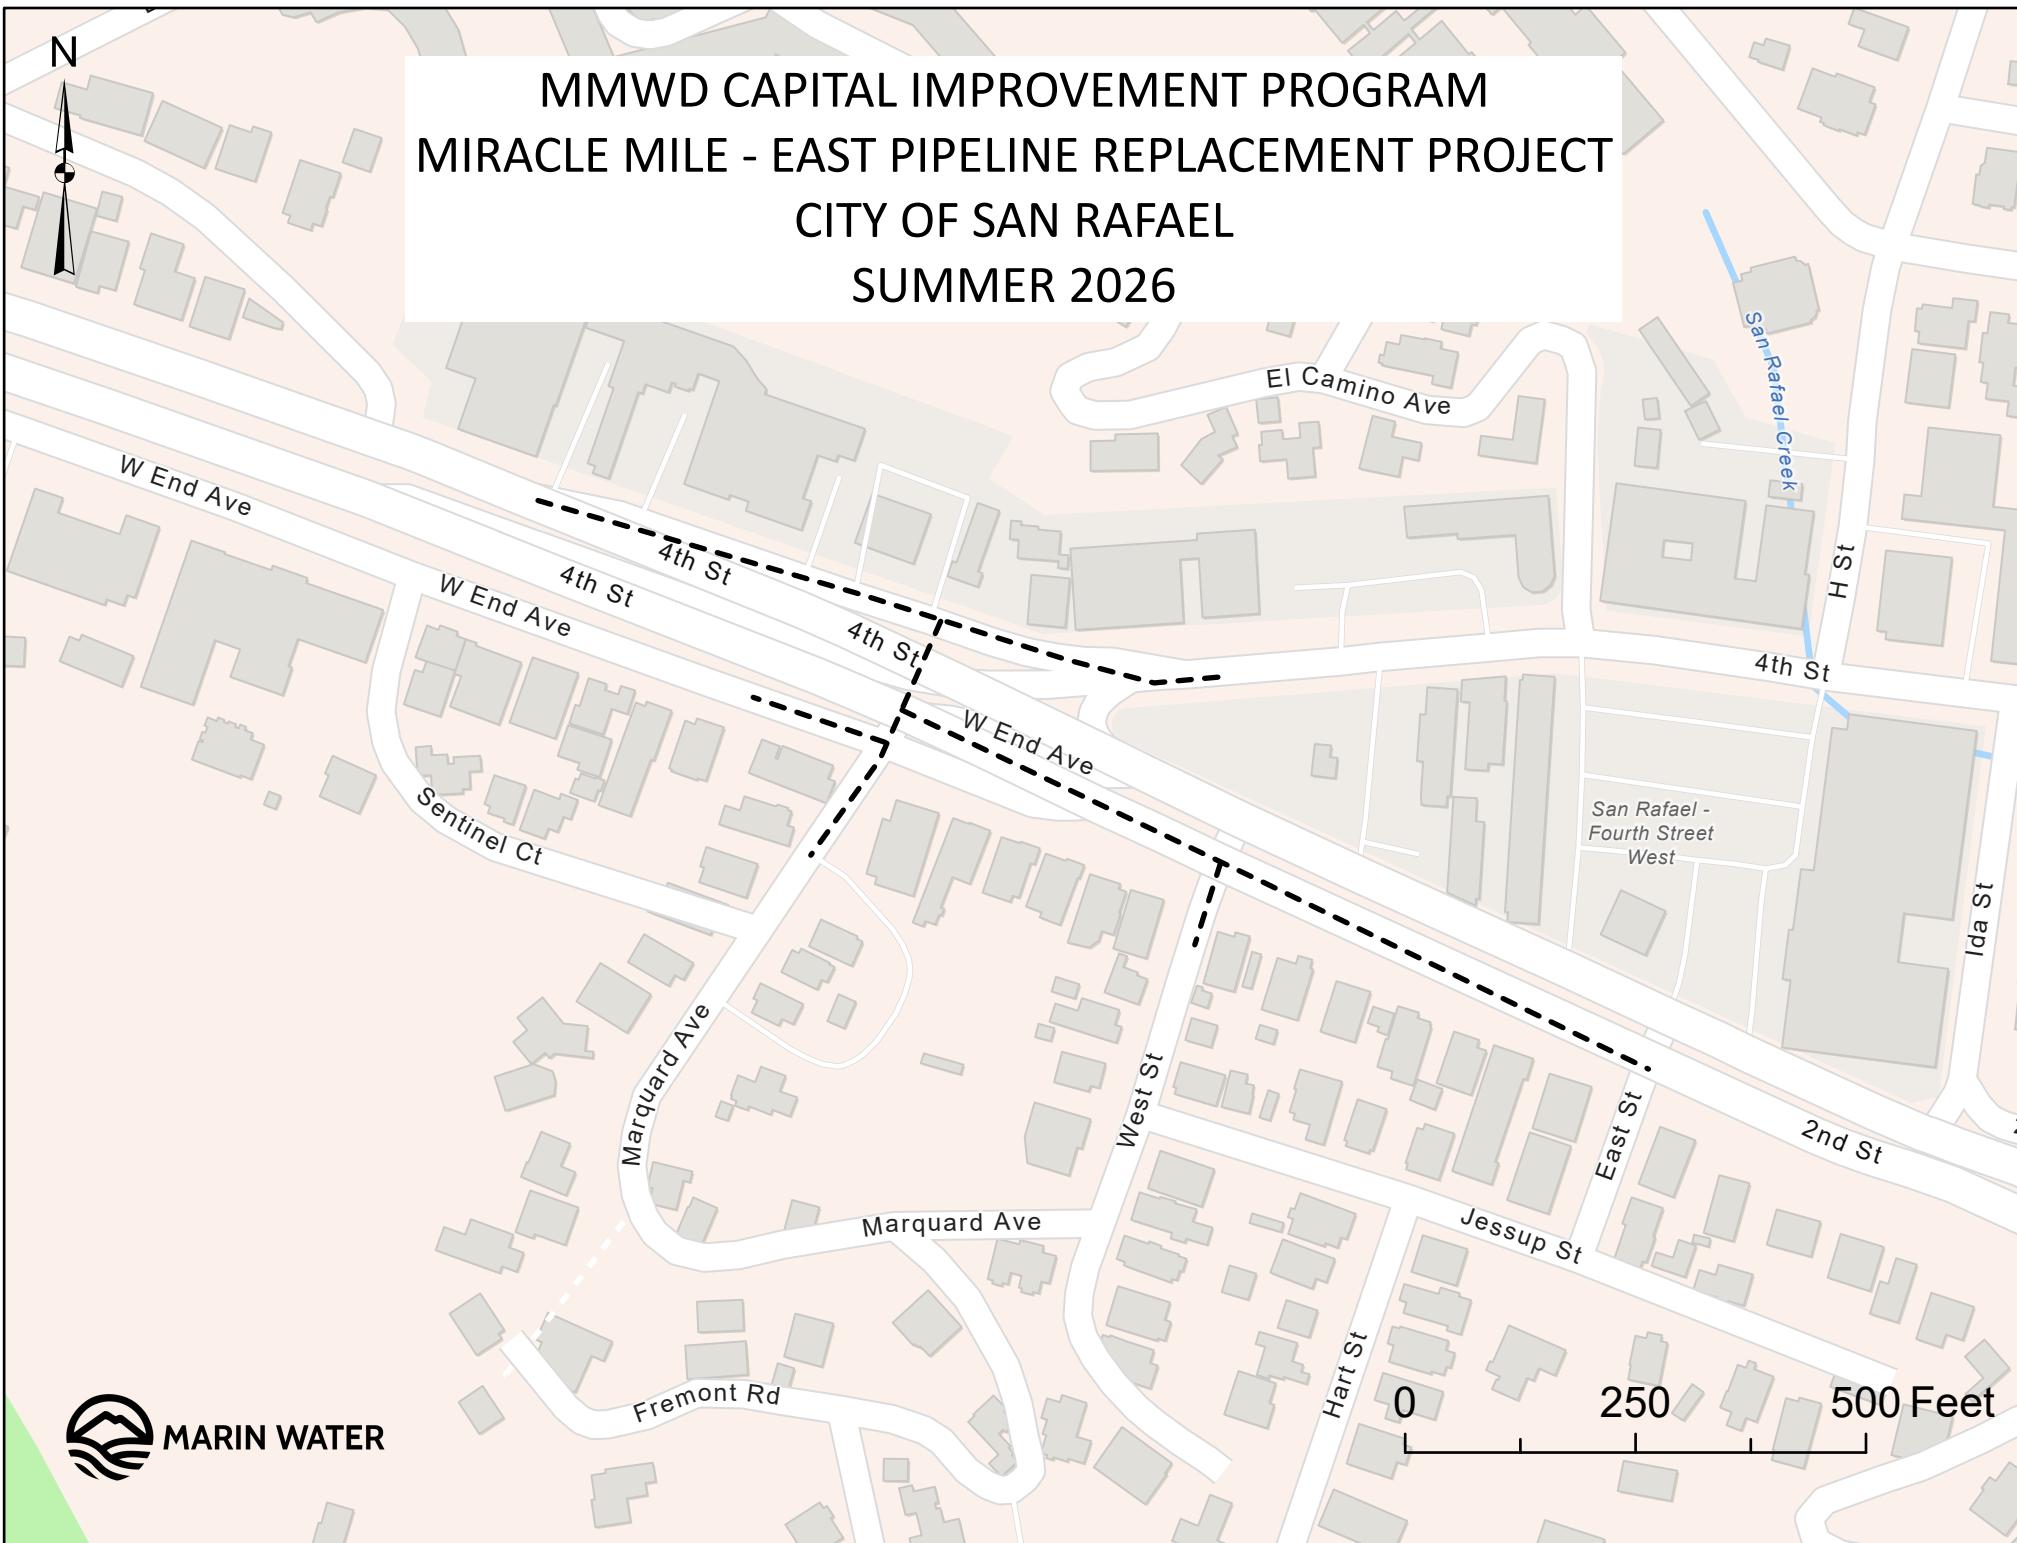 N
MMWD CAPITAL IMPROVEMENT PROGRAM
MIRACLE MILE - EAST PIPELINE REPLACEMENT PROJECT
CITY OF SAN RAFAEL
SUMMER 2026
El Camino Ave
San Rafael Creek
W End Ave
4th St
4th St
W End Ave
4th St
H St
4th St
W End Ave
Sentinel Ct
San Rafael -
Fourth Street
West
Ida St
Marquard Ave
West St
East St
2nd St
Marquard Ave
Jessup St
Hart St
Fremont Rd
0 250 500 Feet
MARIN WATER